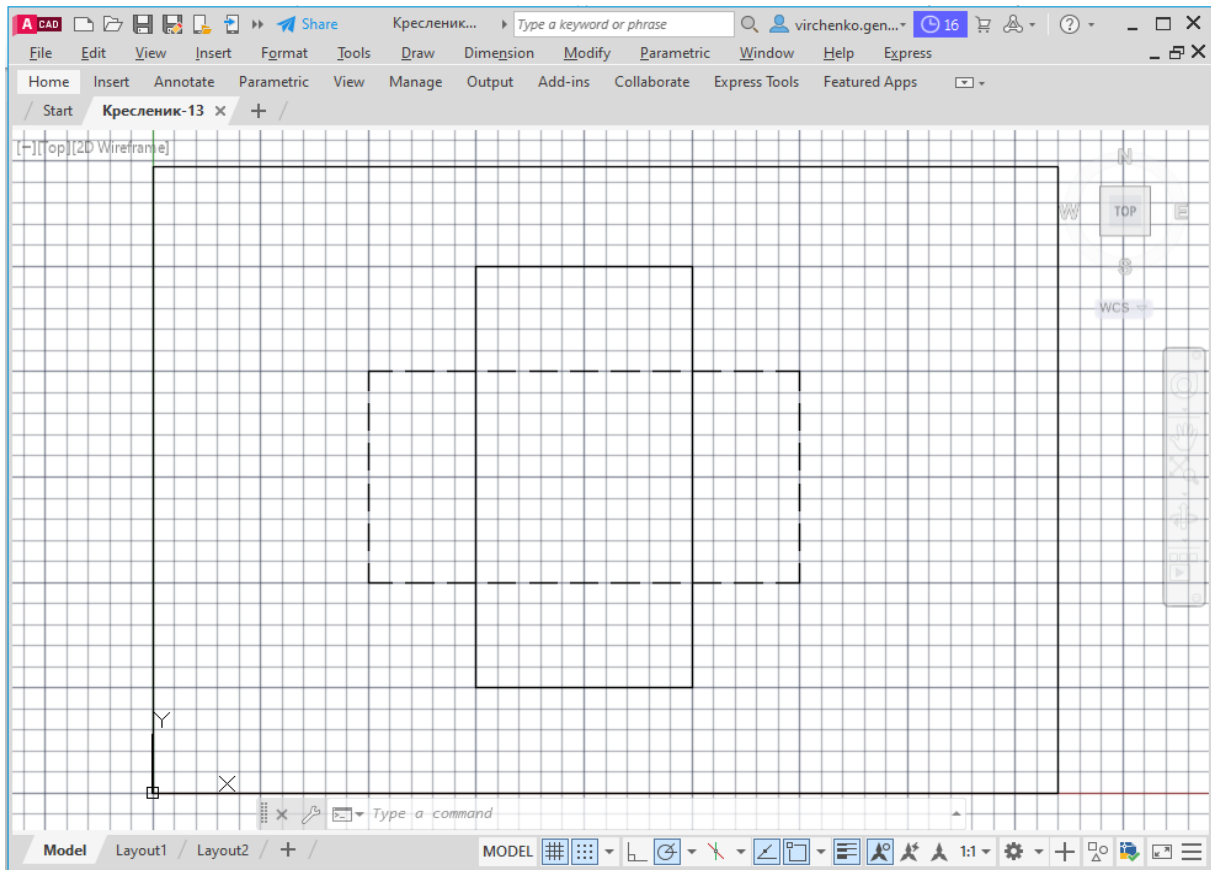 A CAD Share Кресленик... Type a keyword or phrase virchenko.gen... 16
File Edit View Insert Format Tools Draw Dimension Modify Parametric Window Help Express
Home Insert Annotate Parametric View Manage Output Add-ins Collaborate Express Tools Featured Apps
Start Кресленик-13
[−][Top][2D Wireframe]
N
W TOP E
S
WCS
Y
X
Type a command
Model Layout1 Layout2 MODEL 1:1